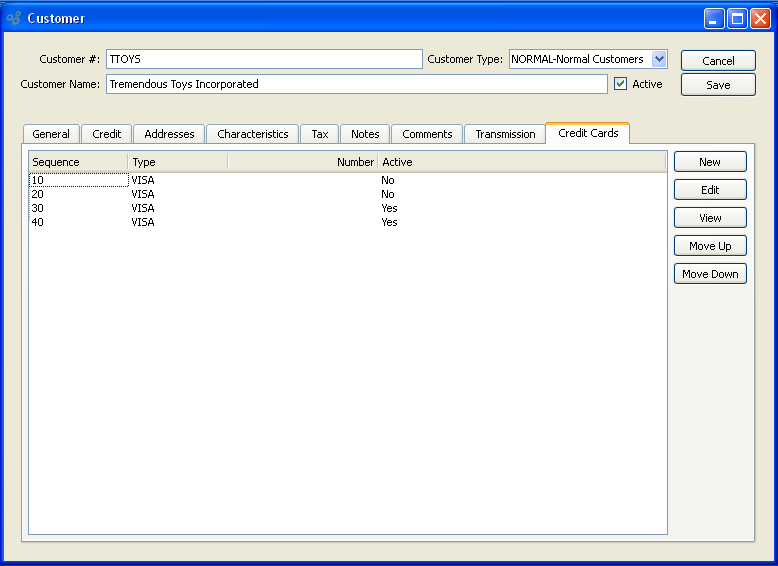 Customer
Customer #: TTOYS Customer Type: NORMAL-Normal Customers Cancel
Customer Name: Tremendous Toys Incorporated Active Save
General Credit Addresses Characteristics Tax Notes Comments Transmission Credit Cards
Sequence Type Number Active New
10 VISA No
20 VISA No Edit
30 VISA Yes
40 VISA Yes View
Move Up
Move Down